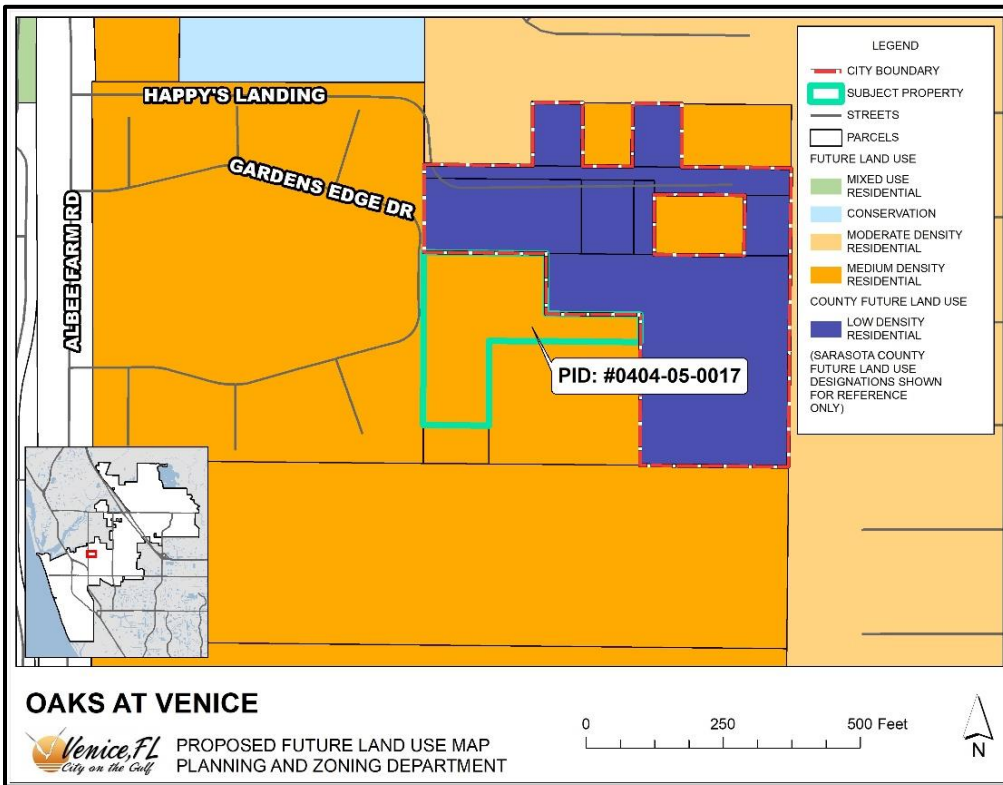 HAPPY'S LANDING
GARDENS EDGE DR
ALBEE FARM RD
PID: #0404-05-0017
LEGEND
CITY BOUNDARY
SUBJECT PROPERTY
STREETS
PARCELS
FUTURE LAND USE
MIXED USE
RESIDENTIAL
CONSERVATION
MODERATE DENSITY
RESIDENTIAL
MEDIUM DENSITY
RESIDENTIAL
COUNTY FUTURE LAND USE
LOW DENSITY
RESIDENTIAL
(SARASOTA COUNTY
FUTURE LAND USE
DESIGNATIONS SHOWN
FOR REFERENCE
ONLY)
OAKS AT VENICE
Venice, FL
City on the Gulf
PROPOSED FUTURE LAND USE MAP
PLANNING AND ZONING DEPARTMENT
0 250 500 Feet
N